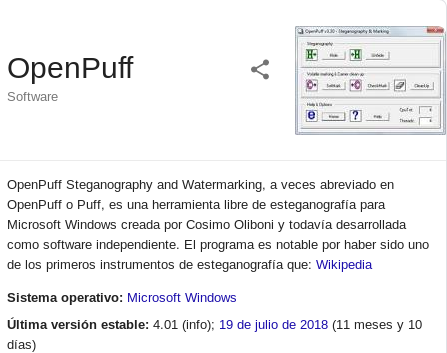 OpenPuff
Software
OpenPuff v3.20 - Steganography & Marking
Steganography
Hide
Unhide
Volatile marking & Carrier clean up
SetMark
CheckMark
CleanUp
Help & Options
Home
Help
OpenPuff Steganography and Watermarking, a veces abreviado en
OpenPuff o Puff, es una herramienta libre de esteganografía para
Microsoft Windows creada por Cosimo Oliboni y todavía desarrollada
como software independiente. El programa es notable por haber sido uno
de los primeros instrumentos de esteganografía que: Wikipedia
Sistema operativo: Microsoft Windows
Última versión estable: 4.01 (info); 19 de julio de 2018 (11 meses y 10
días)